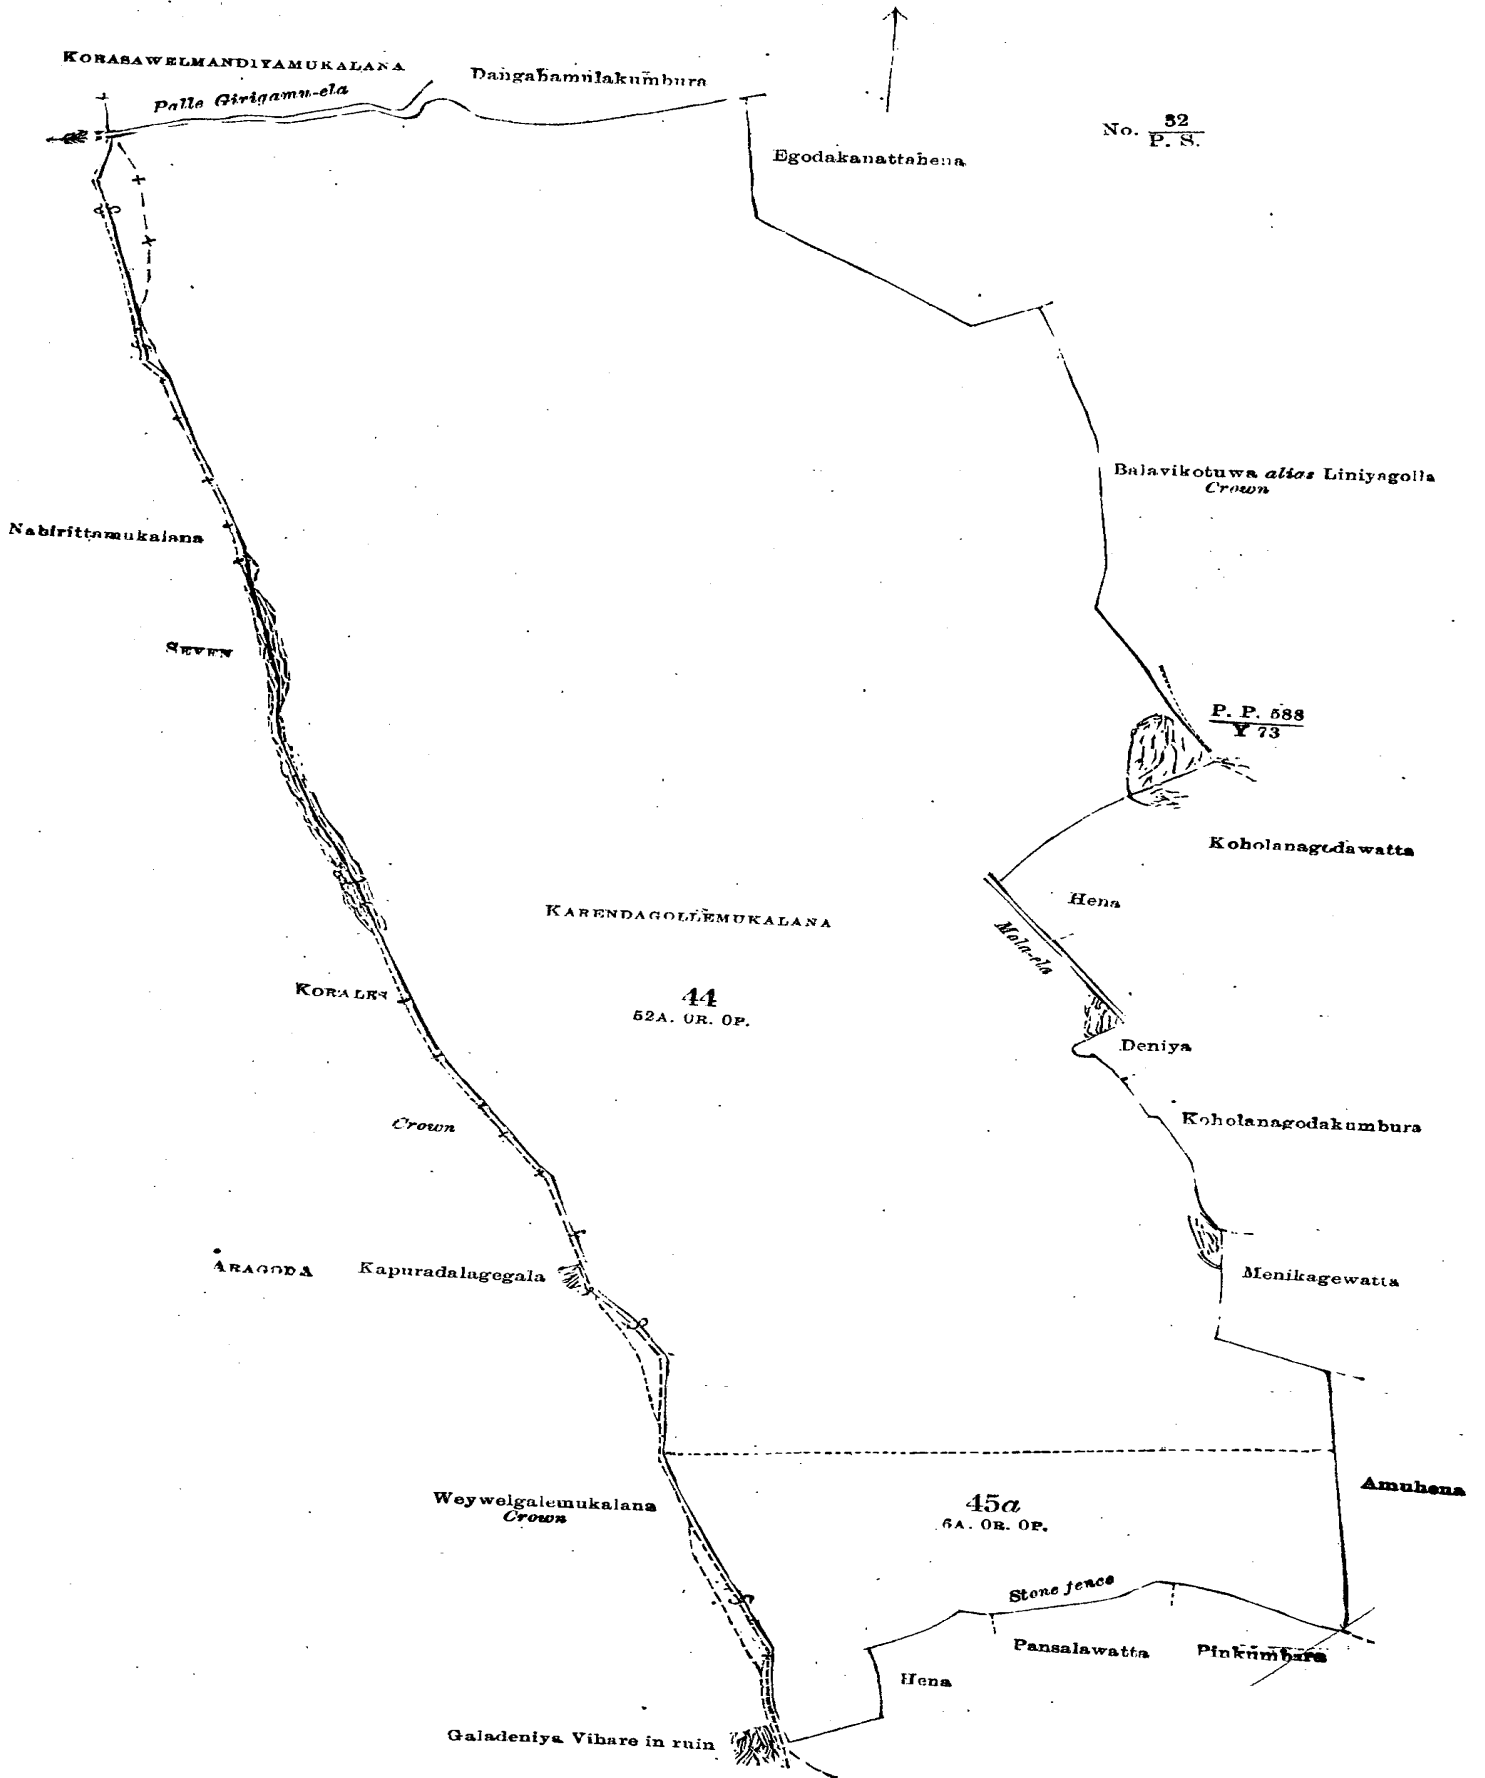 KORASAWELMANDIYAMUKALANA
Palle Girigamu-ela
Dangahamulakumbura
No. 32
P. S.
Egodakanattahena
Balavikotuwa alias Liniyagolla
Crown
Nabirittamukalana
SEVEN
P. P. 588
Y 73
Koholanagodawatta
Hena
Mala-ela
KARENDAGOLLEMUKALANA
44
52A. 0R. 0P.
KORALES
Deniya
Crown
Koholanagodakumbura
ARAGODA
Kapuradalagegala
Menikagewatta
Weywelgalemukalana
Crown
45a
6A. 0R. 0P.
Amuhena
Stone fence
Pansalawatta
Pinkumbura
Hena
Galadeniya Vihare in ruin